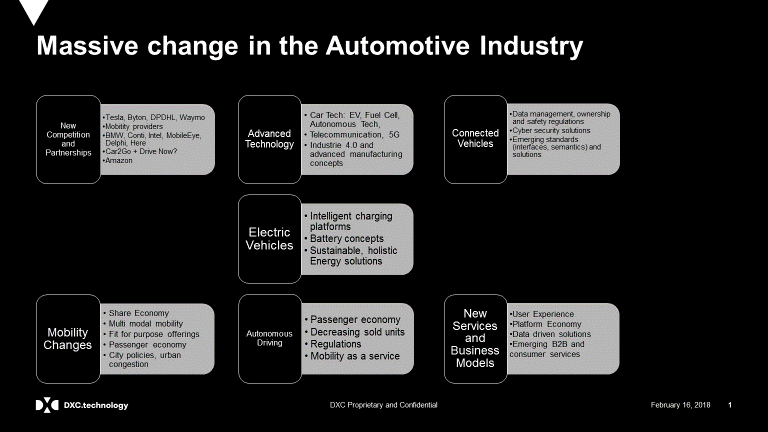 Massive change in the Automotive Industry
New
Competition
and
Partnerships
•Tesla, Byton, DPDHL, Waymo
•Mobility providers
•BMW, Conti, Intel, MobileEye,
Delphi, Here
•Car2Go + Drive Now?
•Amazon
Advanced
Technology
• Car Tech: EV, Fuel Cell,
Autonomous Tech,
• Telecommunication, 5G
• Industrie 4.0 and
advanced manufacturing
concepts
Connected
Vehicles
•Data management, ownership
and safety regulations
•Cyber security solutions
•Emerging standards
(interfaces, semantics) and
solutions
Electric
Vehicles
• Intelligent charging
platforms
• Battery concepts
• Sustainable, holistic
Energy solutions
Mobility
Changes
• Share Economy
• Multi modal mobility
• Fit for purpose offerings
• Passenger economy
• City policies, urban
congestion
Autonomous
Driving
• Passenger economy
• Decreasing sold units
• Regulations
• Mobility as a service
New
Services
and
Business
Models
•User Experience
•Platform Economy
•Data driven solutions
•Emerging B2B and
consumer services
DXC.technology
DXC Proprietary and Confidential
February 16, 2018
1